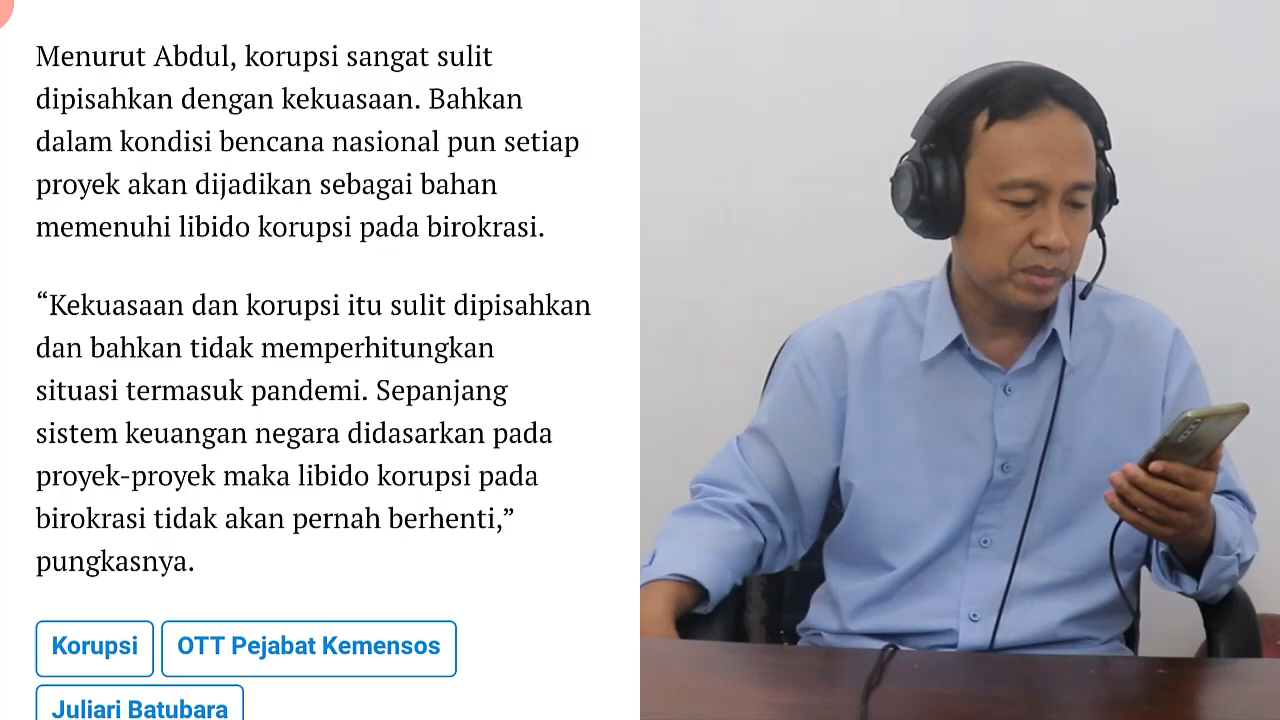 Menurut Abdul, korupsi sangat sulit
dipisahkan dengan kekuasaan. Bahkan
dalam kondisi bencana nasional pun setiap
proyek akan dijadikan sebagai bahan
memenuhi libido korupsi pada birokrasi.
“Kekuasaan dan korupsi itu sulit dipisahkan
dan bahkan tidak memperhitungkan
situasi termasuk pandemi. Sepanjang
sistem keuangan negara didasarkan pada
proyek-proyek maka libido korupsi pada
birokrasi tidak akan pernah berhenti,”
pungkasnya.
Korupsi
OTT Pejabat Kemensos
Juliari Batubara